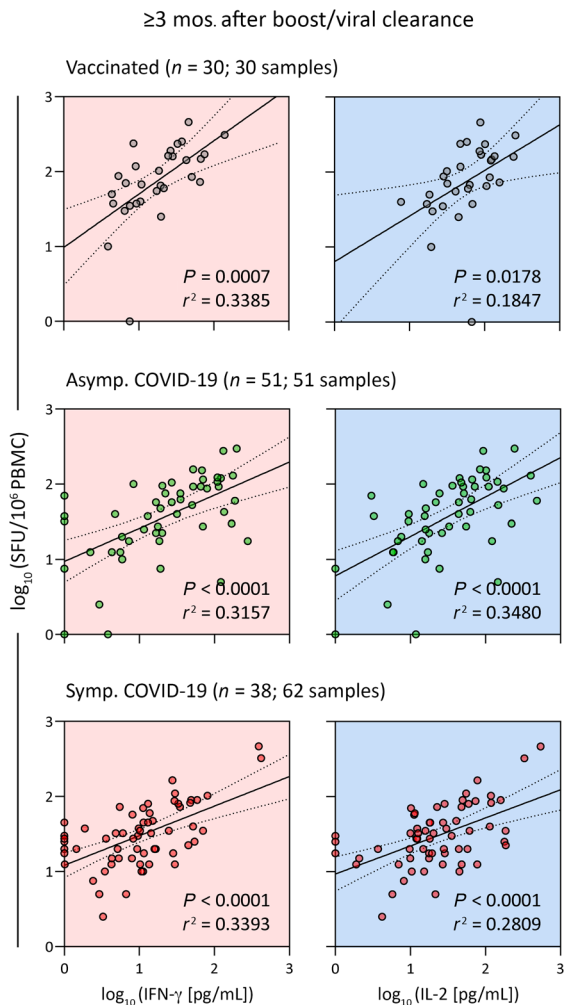 ≥3 mos. after boost/viral clearance
Vaccinated (n = 30; 30 samples)
3
2
1
0
P = 0.0007
r² = 0.3385
P = 0.0178
r² = 0.1847
Asymp. COVID-19 (n = 51; 51 samples)
log₁₀(SFU/10⁶ PBMC)
3
2
1
0
P < 0.0001
r² = 0.3157
P < 0.0001
r² = 0.3480
Symp. COVID-19 (n = 38; 62 samples)
3
2
1
0
P < 0.0001
r² = 0.3393
P < 0.0001
r² = 0.2809
0 1 2 3 0 1 2 3
log₁₀(IFN-γ [pg/mL]) log₁₀(IL-2 [pg/mL])